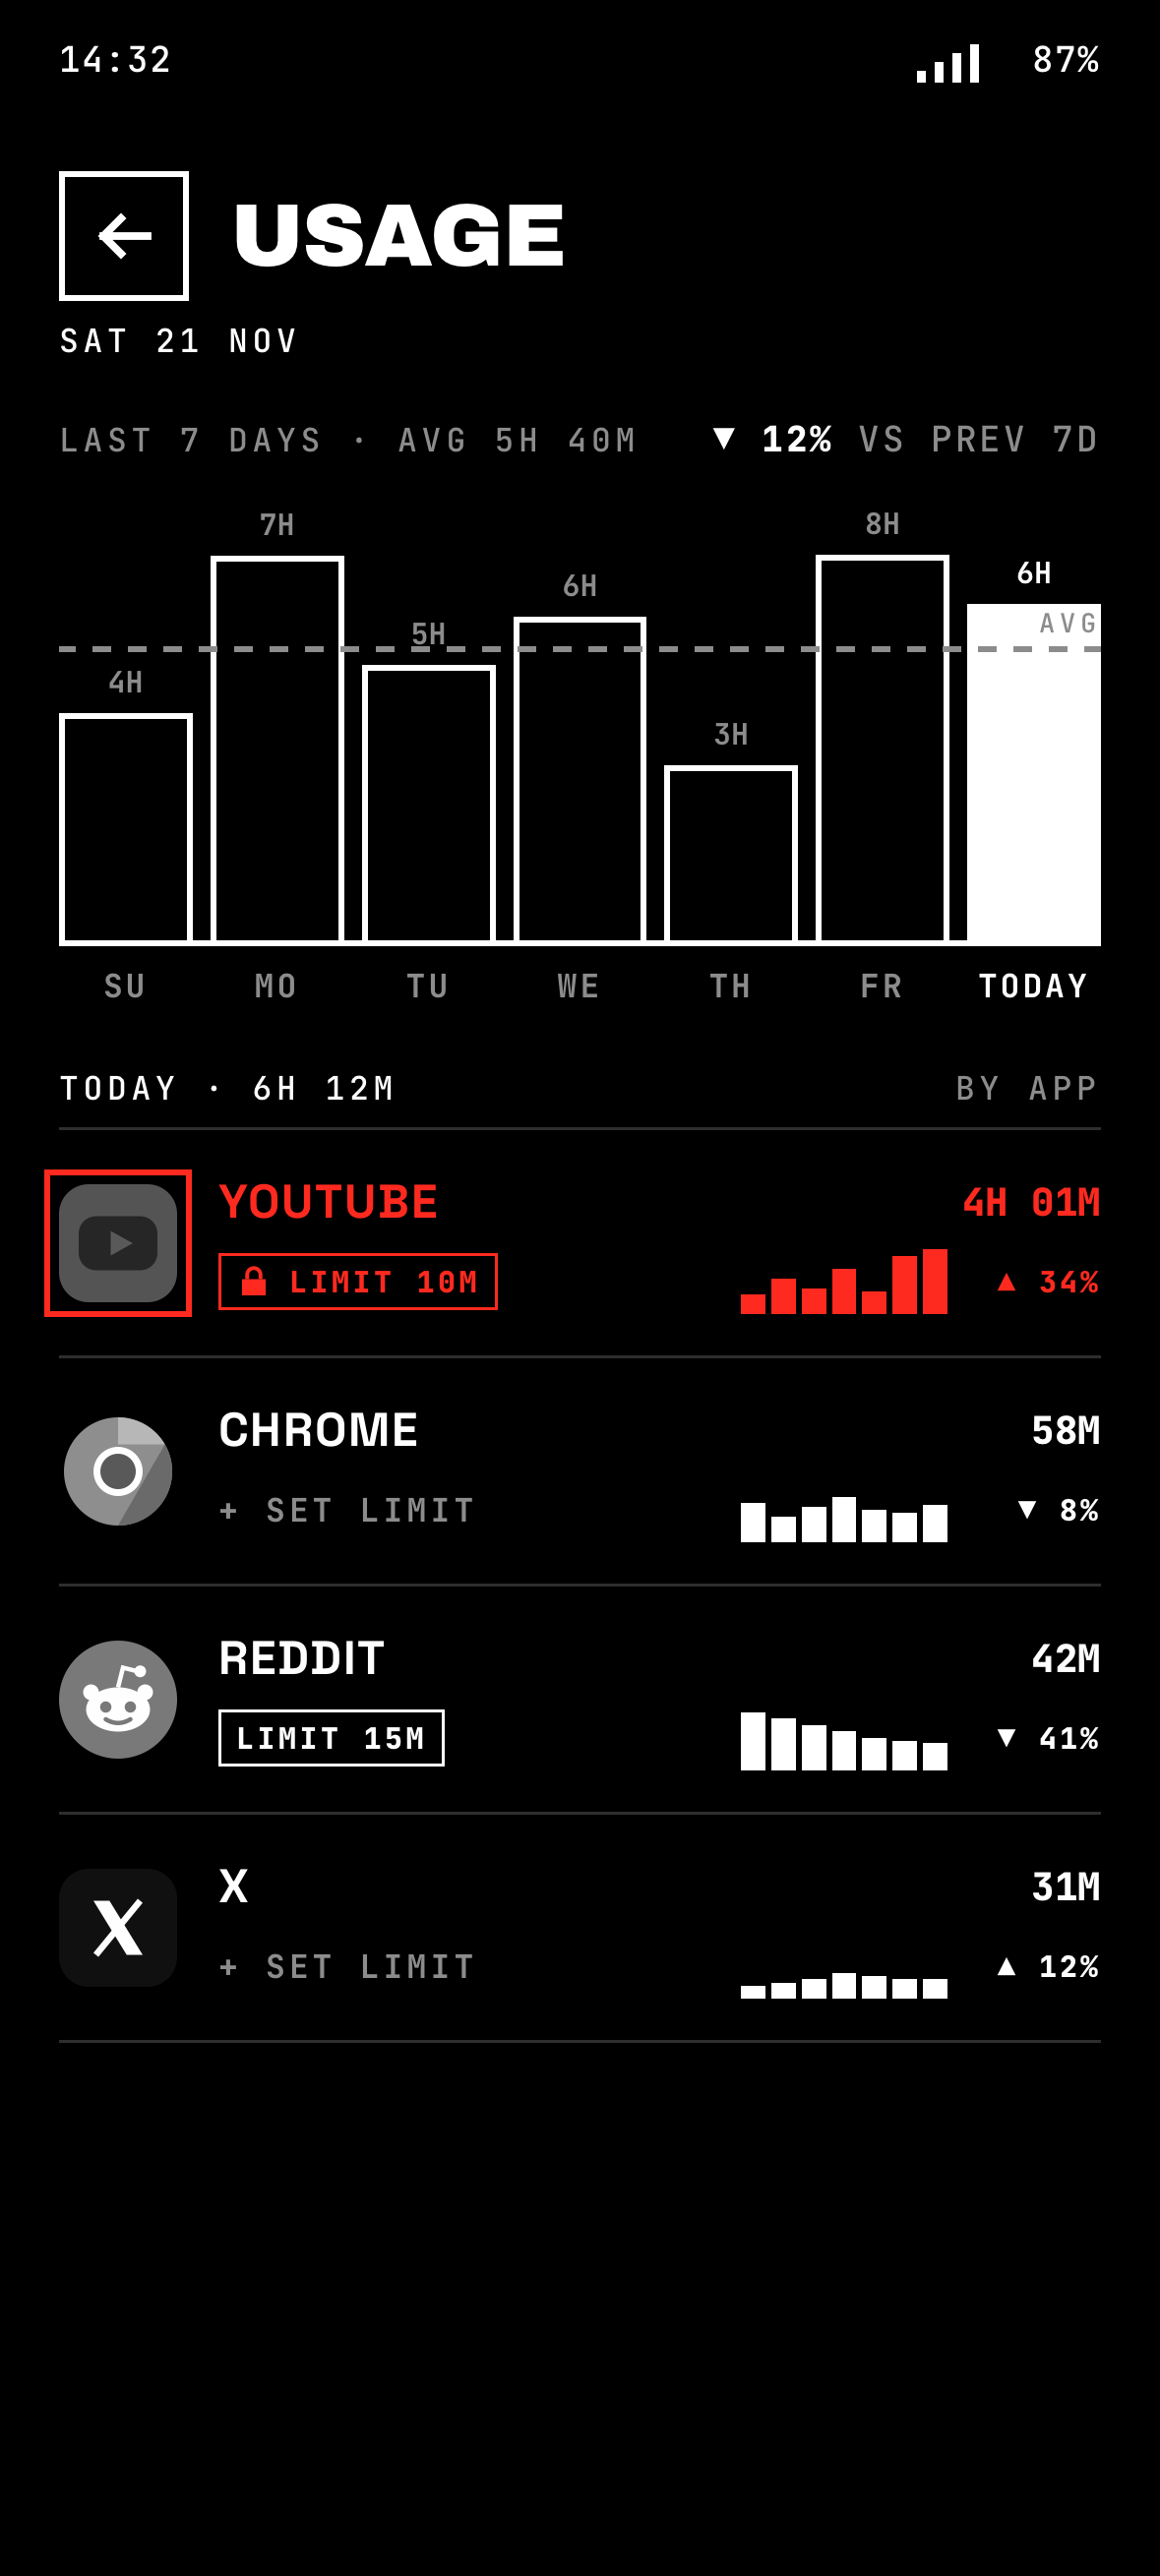 14:32 87%
USAGE
SAT 21 NOV
LAST 7 DAYS · AVG 5H 40M ▼ 12% VS PREV 7D
7H 8H
6H 6H
5H AVG
4H
3H
SU MO TU WE TH FR TODAY
TODAY · 6H 12M BY APP
YOUTUBE 4H 01M
LIMIT 10M ▲ 34%
CHROME 58M
+ SET LIMIT ▼ 8%
REDDIT 42M
LIMIT 15M ▼ 41%
X 31M
+ SET LIMIT ▲ 12%